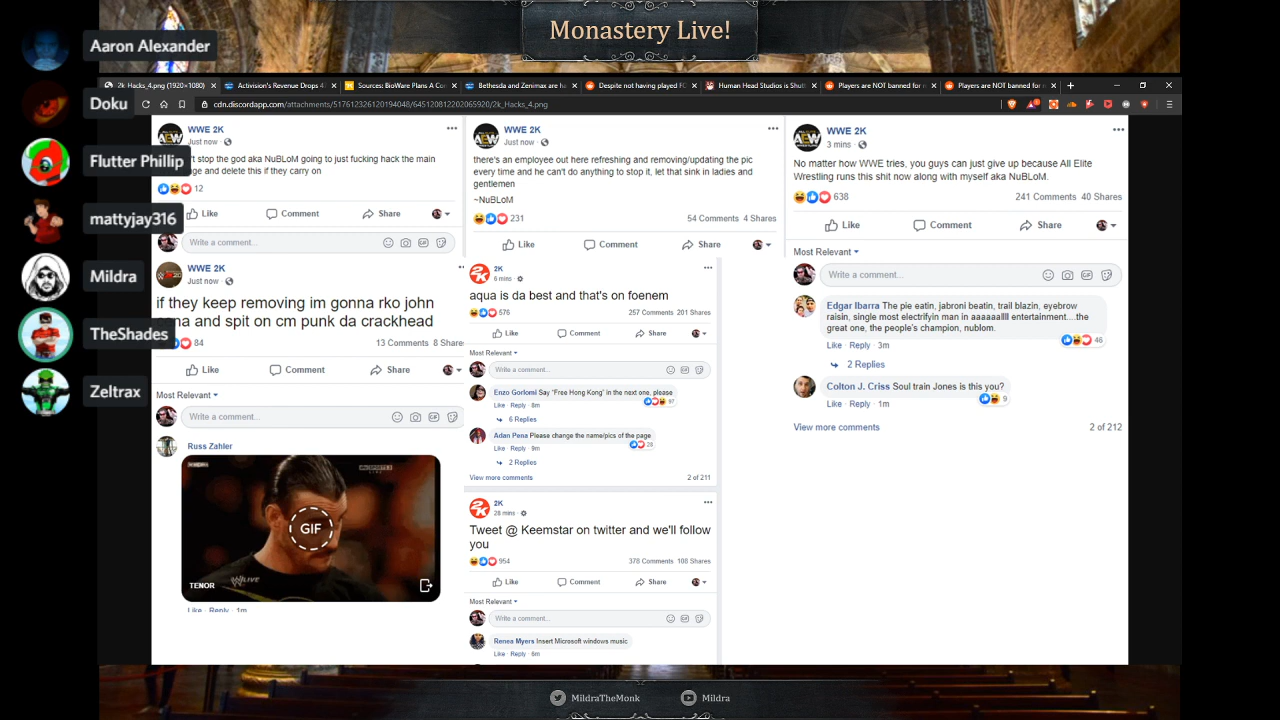 Monastery Live!
Aaron Alexander
Doku
Flutter Phillip
mattyjay316
Mildra
TheShades
Zeltrax
2k_Hacks_4.png (1920×1080)
Activision's Revenue Drops 4
Sources: BioWare Plans A Con
Bethesda and Zenimax are ha
Despite not having played FO
Human Head Studios is Shutt
Players are NOT banned for
Players are NOT banned for
cdn.discordapp.com/attachments/517612326120194048/645120812202065920/2k_Hacks_4.png
WWE 2K
Just now
't stop the god aka NuBLoM going to just fucking hack the main
age and delete this if they carry on
12
Like Comment Share
Write a comment...
WWE 2K
Just now
if they keep removing im gonna rko john
na and spit on cm punk da crackhead
84
13 Comments 8 Share
Like Comment Share
Most Relevant
Write a comment...
Russ Zahler
GIF
LIVE
TENOR
Like · Reply · 1m
WWE 2K
Just now
there's an employee out here refreshing and removing/updating the pic
every time and he can't do anything to stop it, let that sink in ladies and
gentlemen
~NuBLoM
231
54 Comments 4 Shares
Like Comment Share
2K
6 mins
aqua is da best and that's on foenem
576
257 Comments 201 Shares
Like Comment Share
Most Relevant
Write a comment...
Enzo Gorlomi Say "Free Hong Kong" in the next one, please
97
Like · Reply · 8m
6 Replies
Adan Pena Please change the name/pics of the page
28
Like · Reply · 9m
2 Replies
View more comments
2 of 211
2K
28 mins
Tweet @ Keemstar on twitter and we'll follow
you
954
378 Comments 108 Shares
Like Comment Share
Most Relevant
Write a comment...
Renea Myers Insert Microsoft windows music
Like · Reply · 6m
WWE 2K
3 mins
No matter how WWE tries, you guys can just give up because All Elite
Wrestling runs this shit now along with myself aka NuBLoM.
638
241 Comments 40 Shares
Like Comment Share
Most Relevant
Write a comment...
Edgar Ibarra The pie eatin, jabroni beatin, trail blazin, eyebrow
raisin, single most electrifyin man in aaaaaallll entertainment....the
great one, the people's champion, nublom.
46
Like · Reply · 3m
2 Replies
Colton J. Criss Soul train Jones is this you?
9
Like · Reply · 1m
View more comments
2 of 212
MildraTheMonk
Mildra